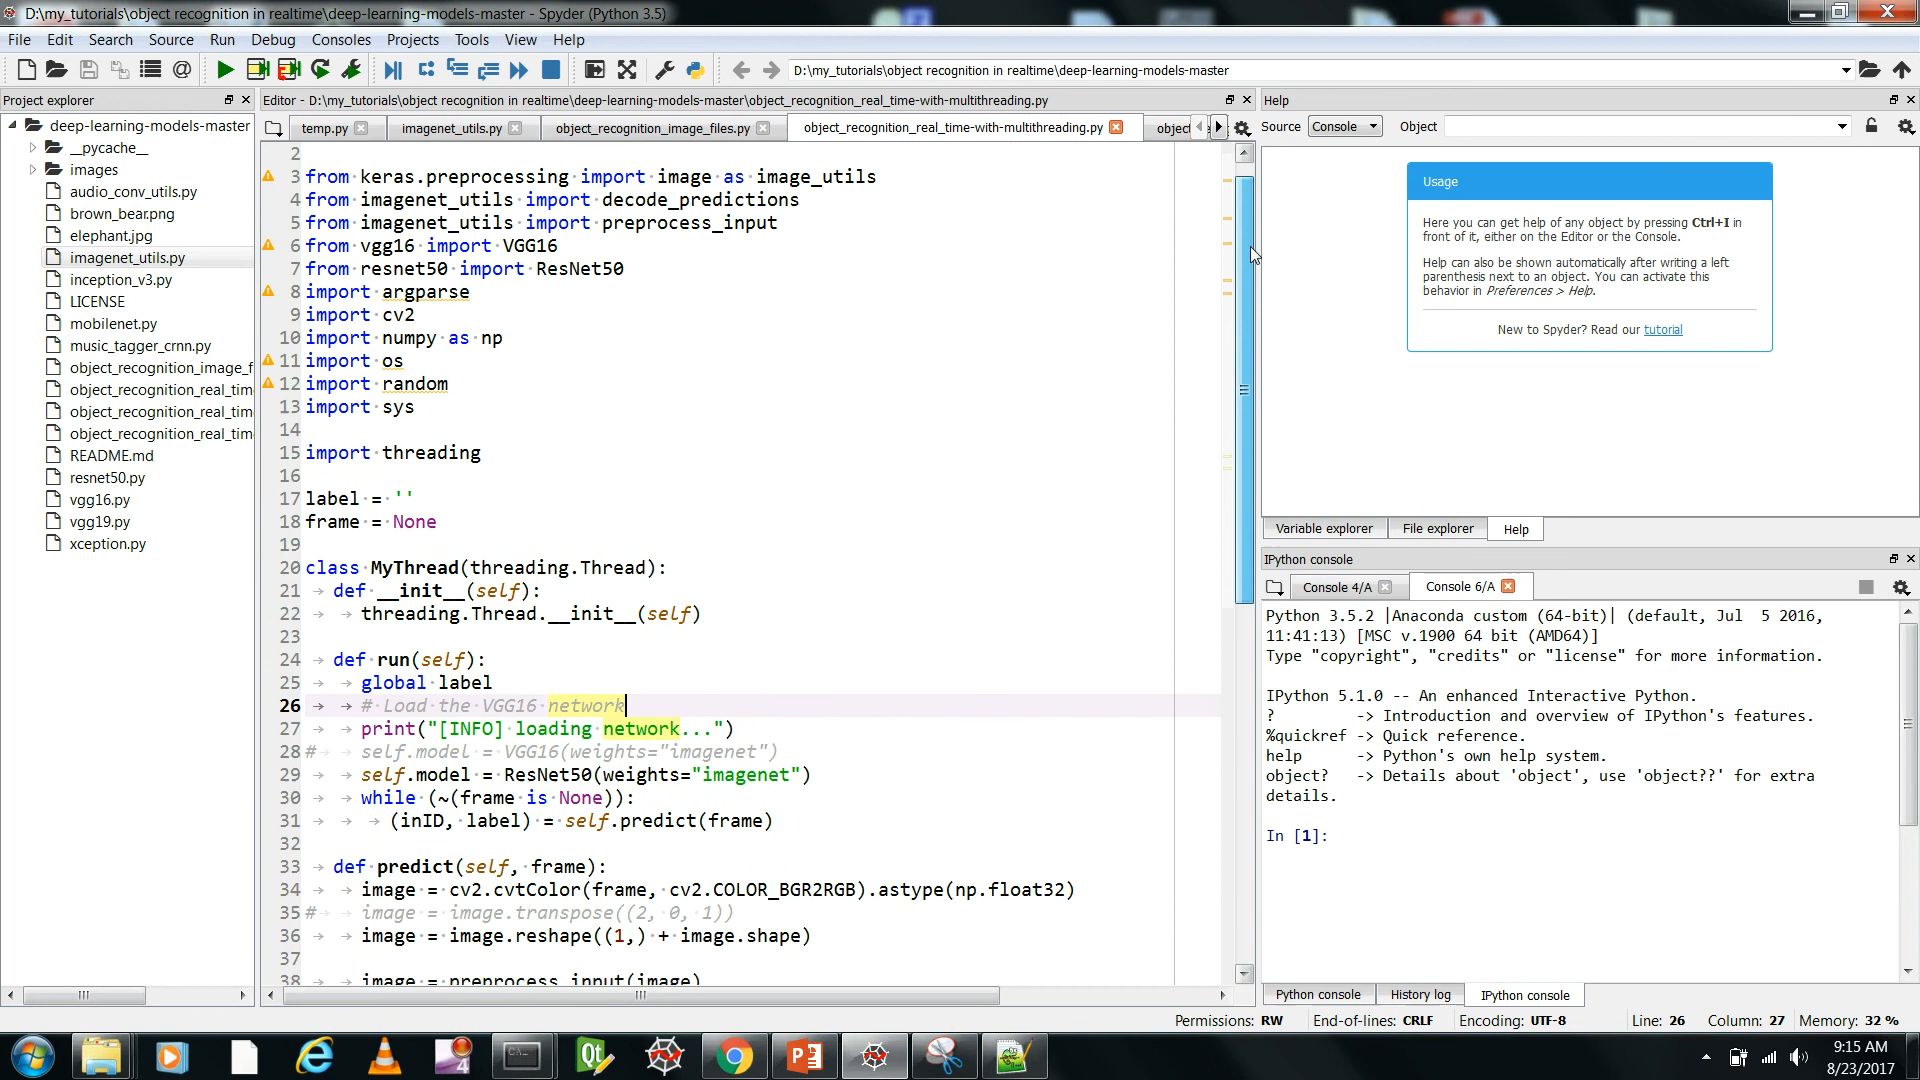 D:\my_tutorials\object recognition in realtime\deep-learning-models-master - Spyder (Python 3.5)
File Edit Search Source Run Debug Consoles Projects Tools View Help
D:\my_tutorials\object recognition in realtime\deep-learning-models-master
Project explorer
deep-learning-models-master
__pycache__
images
audio_conv_utils.py
brown_bear.png
elephant.jpg
imagenet_utils.py
inception_v3.py
LICENSE
mobilenet.py
music_tagger_crnn.py
object_recognition_image_f
object_recognition_real_tim
object_recognition_real_tim
object_recognition_real_tim
README.md
resnet50.py
vgg16.py
vgg19.py
xception.py
Editor - D:\my_tutorials\object recognition in realtime\deep-learning-models-master\object_recognition_real_time-with-multithreading.py
temp.py imagenet_utils.py object_recognition_image_files.py object_recognition_real_time-with-multithreading.py object
2
3 from keras.preprocessing import image as image_utils
4 from imagenet_utils import decode_predictions
5 from imagenet_utils import preprocess_input
6 from vgg16 import VGG16
7 from resnet50 import ResNet50
8 import argparse
9 import cv2
10 import numpy as np
11 import os
12 import random
13 import sys
14
15 import threading
16
17 label = ''
18 frame = None
19
20 class MyThread(threading.Thread):
21 def __init__(self):
22 threading.Thread.__init__(self)
23
24 def run(self):
25 global label
26 # Load the VGG16 network
27 print("[INFO] loading network...")
28 # self.model = VGG16(weights="imagenet")
29 self.model = ResNet50(weights="imagenet")
30 while (~(frame is None)):
31 (inID, label) = self.predict(frame)
32
33 def predict(self, frame):
34 image = cv2.cvtColor(frame, cv2.COLOR_BGR2RGB).astype(np.float32)
35 # image = image.transpose((2, 0, 1))
36 image = image.reshape((1,) + image.shape)
37
38 image = preprocess_input(image)
Help
Source Console Object
Usage
Here you can get help of any object by pressing Ctrl+I in
front of it, either on the Editor or the Console.
Help can also be shown automatically after writing a left
parenthesis next to an object. You can activate this
behavior in Preferences > Help.
New to Spyder? Read our tutorial
Variable explorer File explorer Help
IPython console
Console 4/A Console 6/A
Python 3.5.2 |Anaconda custom (64-bit)| (default, Jul 5 2016,
11:41:13) [MSC v.1900 64 bit (AMD64)]
Type "copyright", "credits" or "license" for more information.
IPython 5.1.0 -- An enhanced Interactive Python.
? -> Introduction and overview of IPython's features.
%quickref -> Quick reference.
help -> Python's own help system.
object? -> Details about 'object', use 'object??' for extra
details.
In [1]:
Python console History log IPython console
Permissions: RW End-of-lines: CRLF Encoding: UTF-8 Line: 26 Column: 27 Memory: 32 %
9:15 AM
8/23/2017